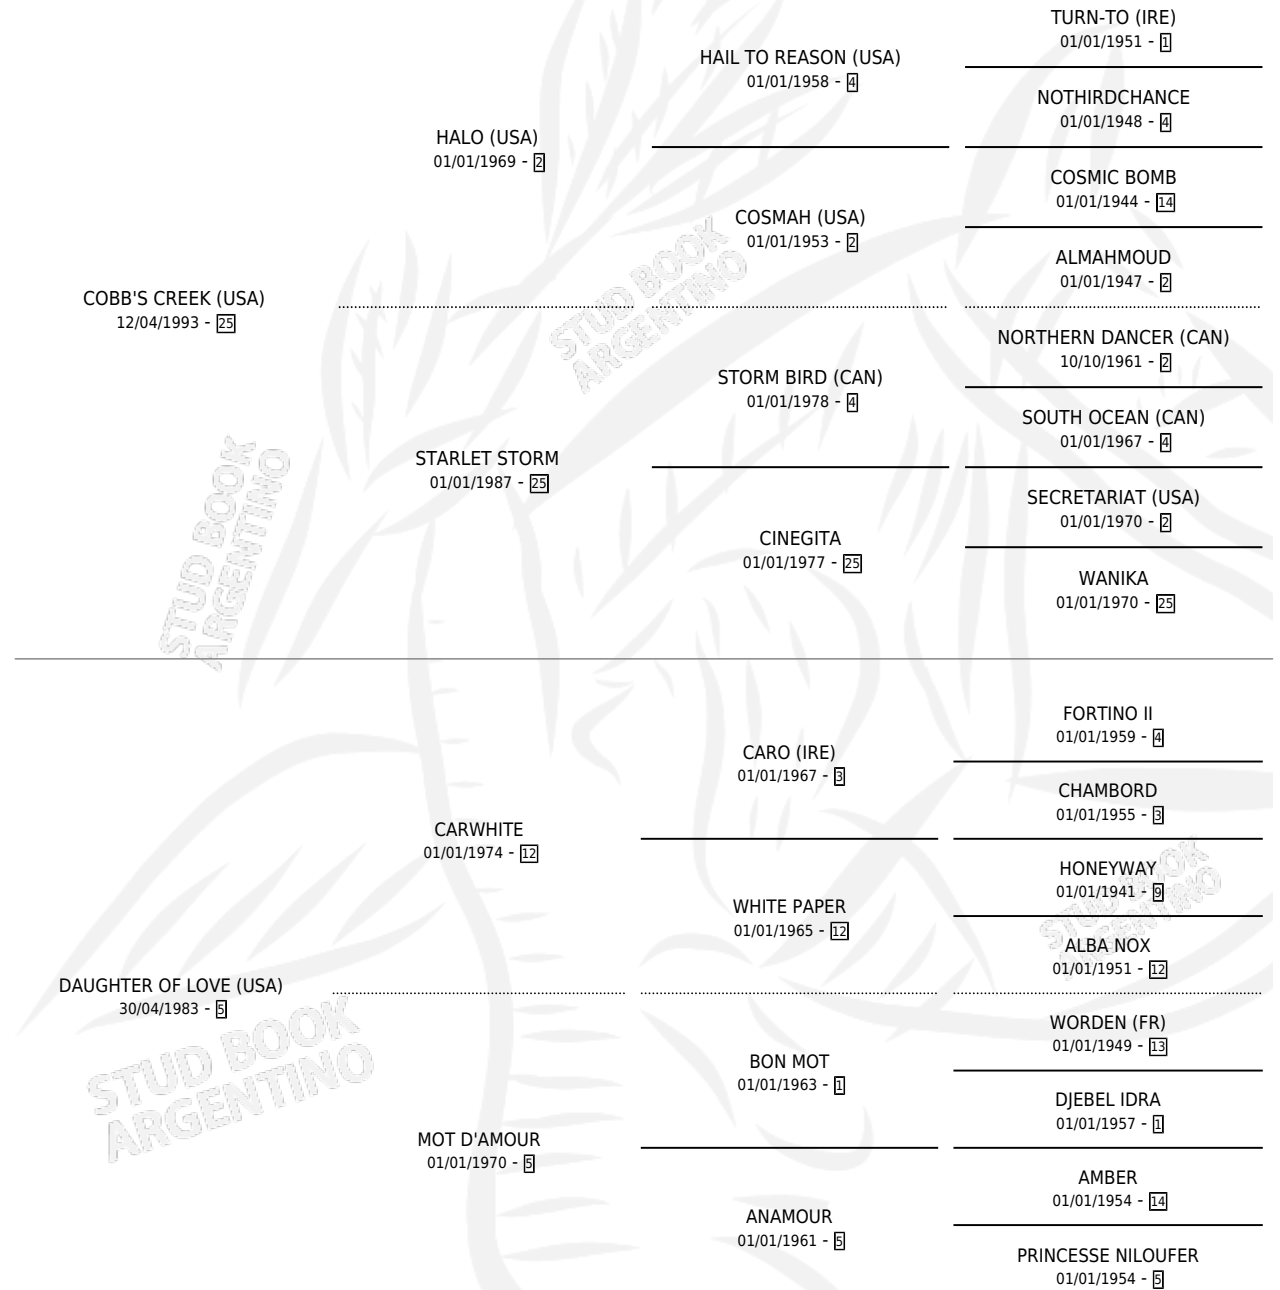 TURN-TO (IRE)
01/01/1951 - 1
HAIL TO REASON (USA)
01/01/1958 - 4
NOTHIRDCHANCE
01/01/1948 - 4
HALO (USA)
01/01/1969 - 2
COSMIC BOMB
01/01/1944 - 14
COSMAH (USA)
01/01/1953 - 2
ALMAHMOUD
01/01/1947 - 2
COBB'S CREEK (USA)
12/04/1993 - 25
NORTHERN DANCER (CAN)
10/10/1961 - 2
STORM BIRD (CAN)
01/01/1978 - 4
SOUTH OCEAN (CAN)
01/01/1967 - 4
STARLET STORM
01/01/1987 - 25
SECRETARIAT (USA)
01/01/1970 - 2
CINEGITA
01/01/1977 - 25
WANIKA
01/01/1970 - 25
FORTINO II
01/01/1959 - 4
CARO (IRE)
01/01/1967 - 3
CHAMBORD
01/01/1955 - 3
CARWHITE
01/01/1974 - 12
HONEYWAY
01/01/1941 - 9
WHITE PAPER
01/01/1965 - 12
ALBA NOX
01/01/1951 - 12
DAUGHTER OF LOVE (USA)
30/04/1983 - 5
WORDEN (FR)
01/01/1949 - 13
BON MOT
01/01/1963 - 1
DJEBEL IDRA
01/01/1957 - 1
MOT D'AMOUR
01/01/1970 - 5
AMBER
01/01/1954 - 14
ANAMOUR
01/01/1961 - 5
PRINCESSE NILOUFER
01/01/1954 - 5
STUD BOOK
ARGENTINO
STUD BOOK
ARGENTINO
STUD BOOK
ARGENTINO
STUD BOOK
ARGENTINO